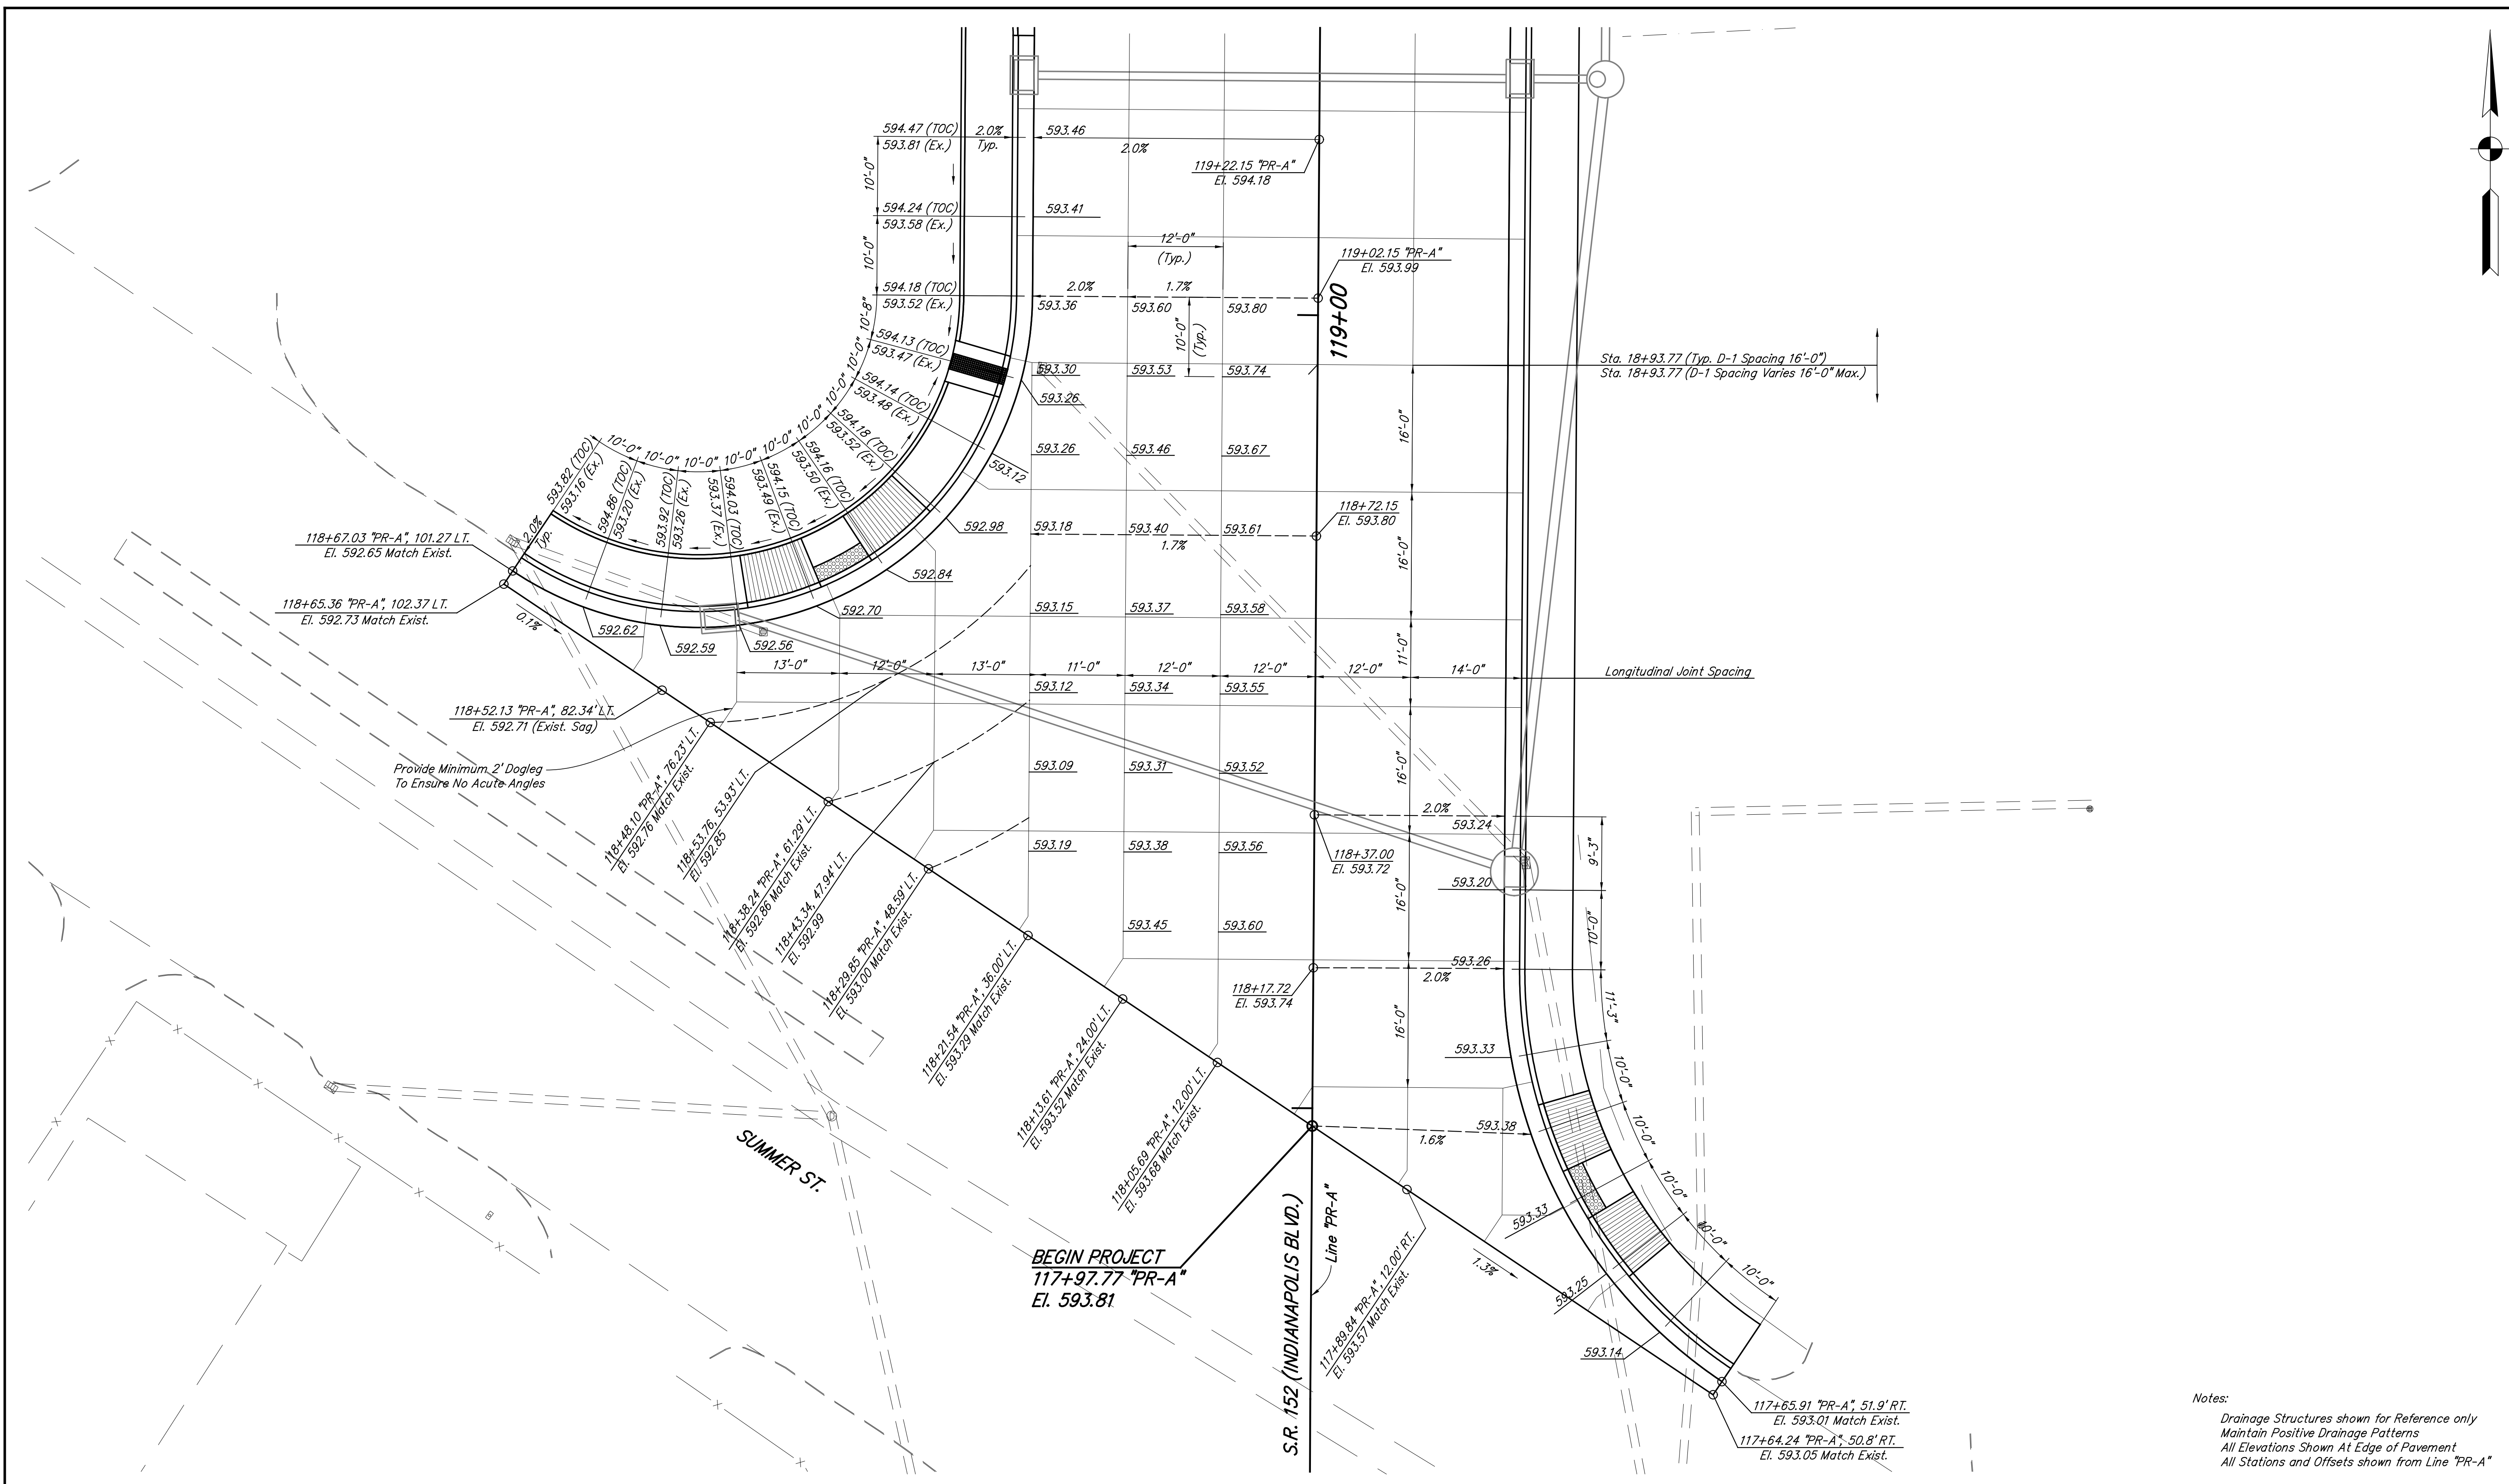 594.47 (TOC)
593.81 (Ex.)
2.0%
Typ.
593.46
2.0%
119+22.15 "PR-A"
El. 594.18
10'-0"
594.24 (TOC)
593.58 (Ex.)
593.41
10'-0"
12'-0"
(Typ.)
119+02.15 "PR-A"
El. 593.99
594.18 (TOC)
593.52 (Ex.)
2.0%
1.7%
593.36
593.60
593.80
10'-0"
(Typ.)
119+00
10'-8"
594.13 (TOC)
593.47 (Ex.)
10'-0"
593.30
593.53
593.74
Sta. 18+93.77 (Typ. D-1 Spacing 16'-0")
Sta. 18+93.77 (D-1 Spacing Varies 16'-0" Max.)
594.14 (TOC)
593.48 (Ex.)
593.26
10'-0"
594.18 (TOC)
593.52 (Ex.)
10'-0"
594.16 (TOC)
593.50 (Ex.)
10'-0"
594.15 (TOC)
593.49 (Ex.)
10'-0"
594.03 (TOC)
593.37 (Ex.)
10'-0"
593.92 (TOC)
593.26 (Ex.)
10'-0"
594.86 (TOC)
593.20 (Ex.)
10'-0"
593.82 (TOC)
593.16 (Ex.)
2.0%
Typ.
593.26
593.46
593.67
16'-0"
593.12
592.98
593.18
593.40
593.61
118+72.15
El. 593.80
1.7%
16'-0"
118+67.03 "PR-A", 101.27 LT.
El. 592.65 Match Exist.
592.84
118+65.36 "PR-A", 102.37 LT.
El. 592.73 Match Exist.
0.1%
592.62
592.59
592.56
592.70
593.15
593.37
593.58
13'-0"
12'-0"
13'-0"
11'-0"
12'-0"
12'-0"
12'-0"
14'-0"
11'-0"
Longitudinal Joint Spacing
593.12
593.34
593.55
118+52.13 "PR-A", 82.34' LT.
El. 592.71 (Exist. Sag)
Provide Minimum 2' Dogleg
To Ensure No Acute Angles
118+48.10 "PR-A", 76.23' LT.
El. 592.76 Match Exist.
118+53.76, 53.93' LT.
El. 592.85
118+38.24 "PR-A", 61.29' LT.
El. 592.86 Match Exist.
118+43.34, 47.94' LT.
El. 592.99
118+29.85 "PR-A", 48.59' LT.
El. 593.00 Match Exist.
118+21.54 "PR-A", 36.00' LT.
El. 593.29 Match Exist.
118+13.61 "PR-A", 24.00' LT.
El. 593.52 Match Exist.
118+05.69 "PR-A", 12.00' LT.
El. 593.68 Match Exist.
593.09
593.31
593.52
16'-0"
2.0%
593.24
118+37.00
El. 593.72
9'-3"
593.19
593.38
593.56
593.20
16'-0"
10'-0"
593.45
593.60
593.26
2.0%
118+17.72
El. 593.74
16'-0"
11'-3"
593.33
10'-0"
593.38
1.6%
10'-0"
10'-0"
593.33
10'-0"
593.25
10'-0"
593.14
1.3%
SUMMER ST.
BEGIN PROJECT
117+97.77 "PR-A"
El. 593.81
S.R. 152 (INDIANAPOLIS BLVD.)
Line "PR-A"
117+89.84 "PR-A", 12.00' RT.
El. 593.57 Match Exist.
117+65.91 "PR-A", 51.9' RT.
El. 593.01 Match Exist.
117+64.24 "PR-A", 50.8' RT.
El. 593.05 Match Exist.
Notes:
Drainage Structures shown for Reference only
Maintain Positive Drainage Patterns
All Elevations Shown At Edge of Pavement
All Stations and Offsets shown from Line "PR-A"